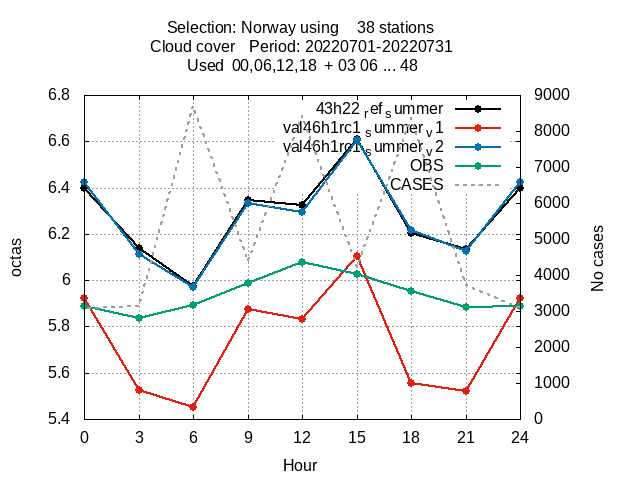 Selection: Norway using 38 stations
Cloud cover Period: 20220701-20220731
Used 00,06,12,18 + 03 06 ... 48
6.8
6.6
6.4
6.2
6
5.8
5.6
5.4
octas
43h22_ref_summer
val46h1rc1_summer_v1
val46h1rc1_summer_v2
OBS
CASES
9000
8000
7000
6000
5000
4000
3000
2000
1000
0
No cases
0 3 6 9 12 15 18 21 24
Hour